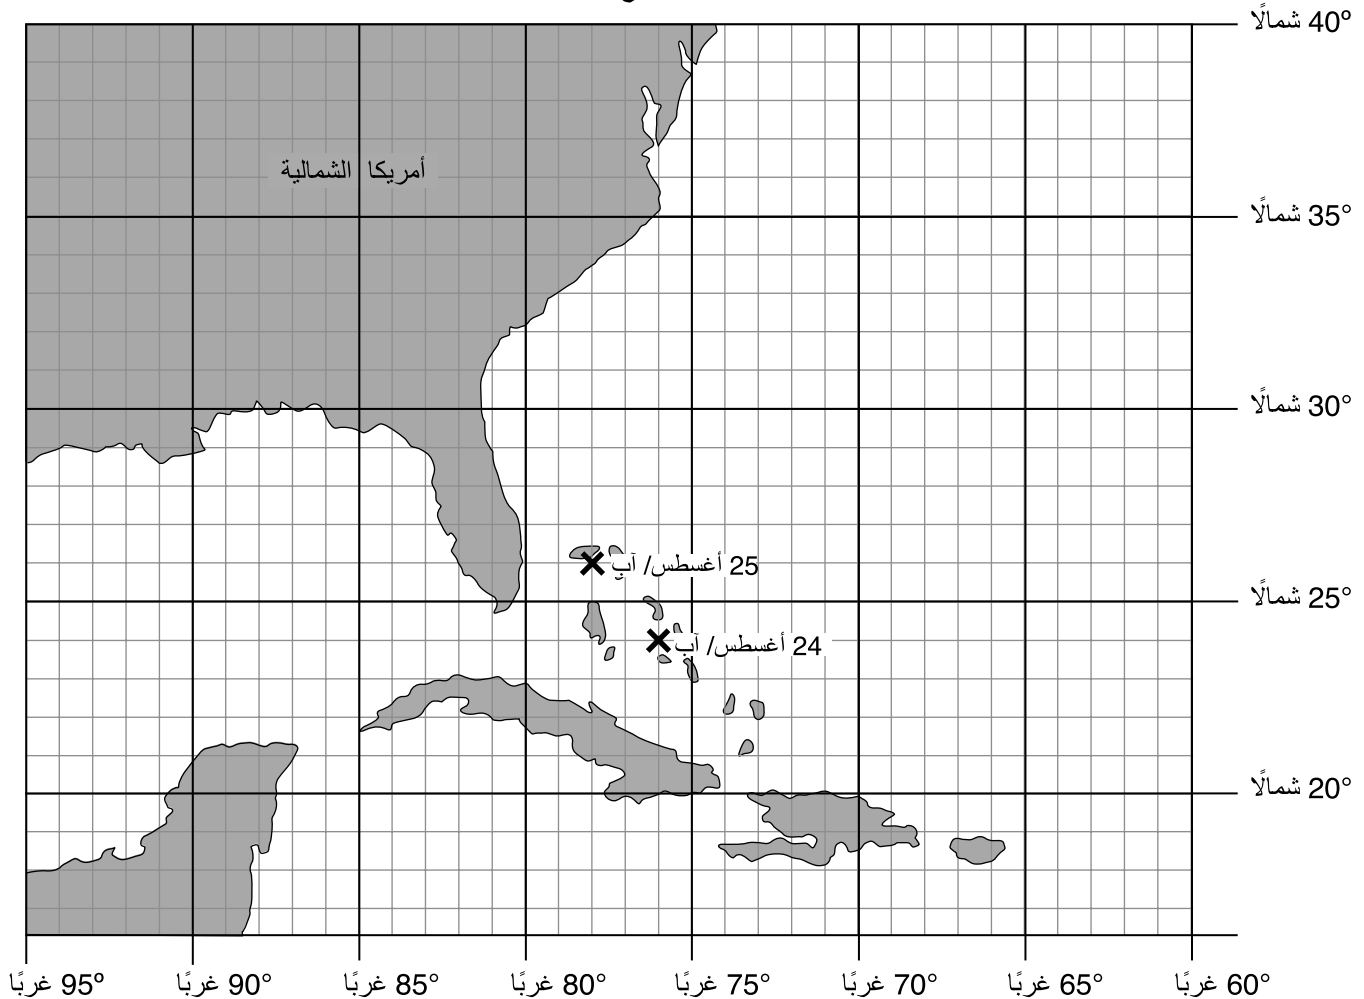 40° شمالًا
أمريكا الشمالية
35° شمالًا
30° شمالًا
25 أغسطس/ آب
25° شمالًا
24 أغسطس/ آب
20° شمالًا
95° غربًا
90° غربًا
85° غربًا
80° غربًا
75° غربًا
70° غربًا
65° غربًا
60° غربًا